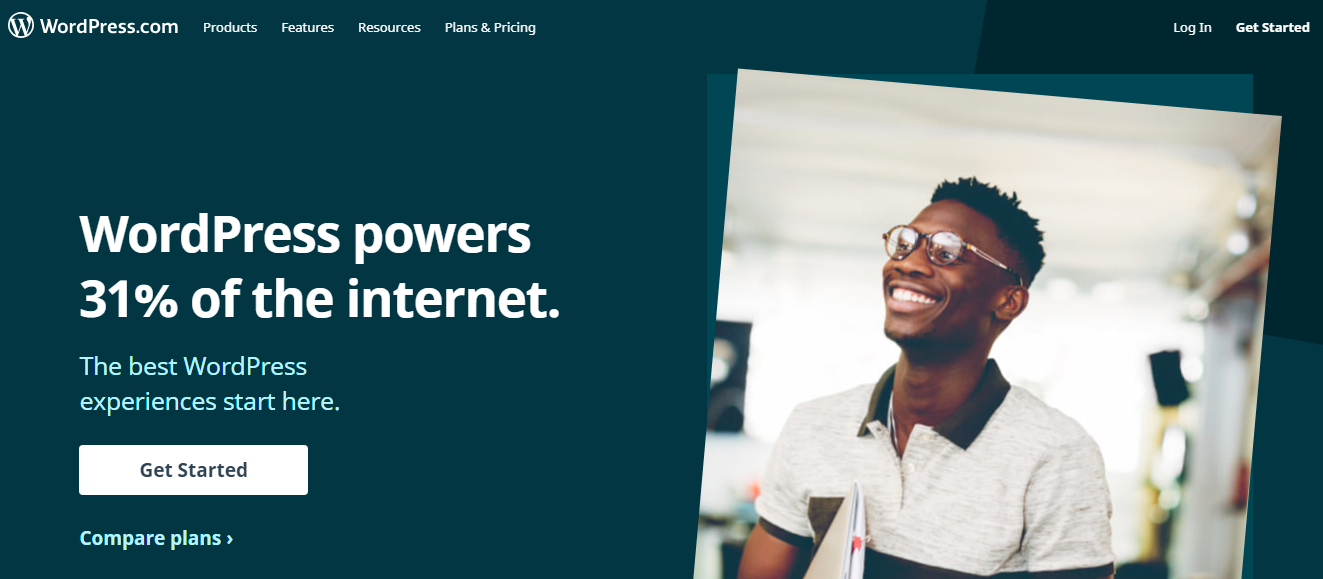 WordPress.com
Products
Features
Resources
Plans & Pricing
Log In
Get Started
WordPress powers
31% of the internet.
The best WordPress
experiences start here.
Get Started
Compare plans ›